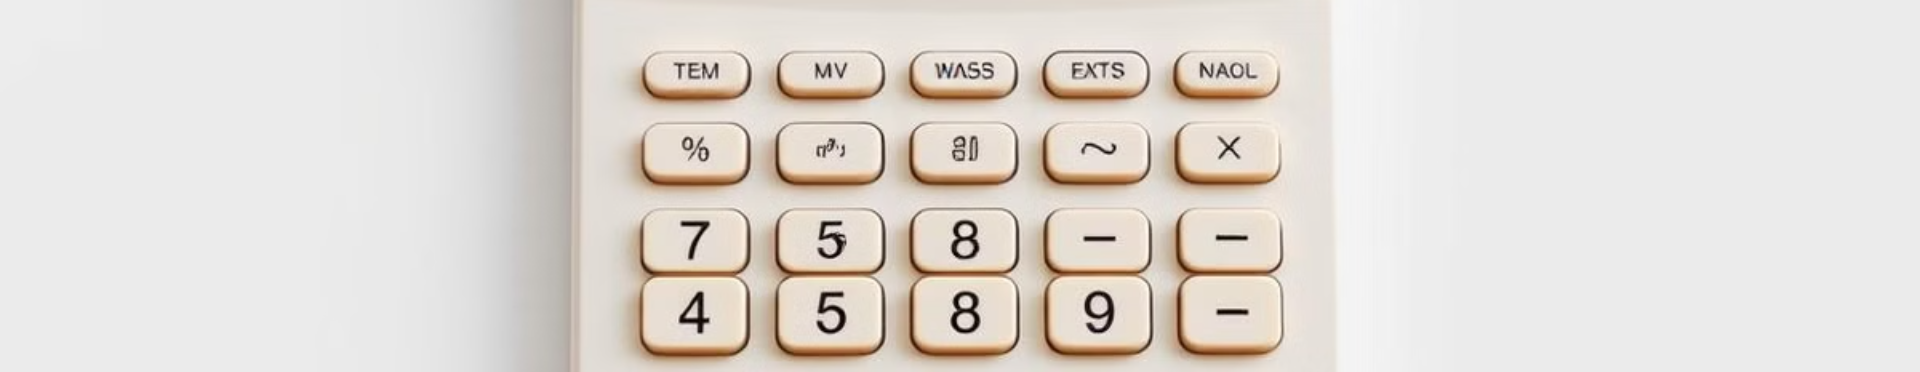 TEM MV WASS EXTS NAOL
% ~ ×
7 5 8 − −
4 5 8 9 −